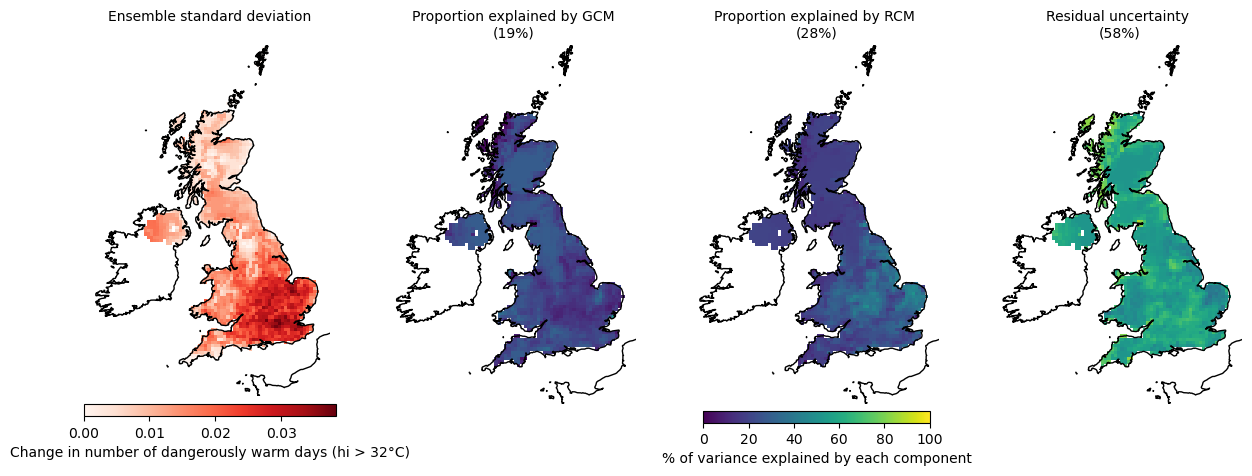 Ensemble standard deviation
Proportion explained by GCM
(19%)
Proportion explained by RCM
(28%)
Residual uncertainty
(58%)
0.00 0.01 0.02 0.03
Change in number of dangerously warm days (hi > 32°C)
0 20 40 60 80 100
% of variance explained by each component